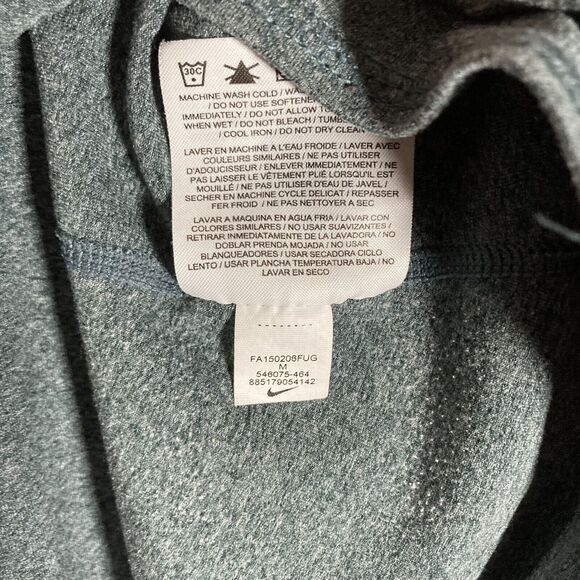 30C
MACHINE WASH COLD /
/ DO NOT USE SOFTENE
IMMEDIATELY / DO NOT ALLOW TO
WHEN WET / DO NOT BLEACH / TUMBLE
/ COOL IRON / DO NOT DRY CLEAN
LAVER EN MACHINE A L'EAU FROIDE / LAVER AVEC
COULEURS SIMILAIRES / NE PAS UTILISER
D'ADOUCISSEUR / ENLEVER IMMEDIATEMENT / NE
PAS LAISSER LE VÊTEMENT PLIÉ LORSQU'IL EST
MOUILLÉ / NE PAS UTILISER D'EAU DE JAVEL /
SECHER EN MACHINE CYCLE DELICAT / REPASSER
FER FROID / NE PAS NETTOYER A SEC
LAVAR A MAQUINA EN AGUA FRIA / LAVAR CON
COLORES SIMILARES / NO USAR SUAVIZANTES /
RETIRAR INMEDIATAMENTE DE LA LAVADORA / NO
DOBLAR PRENDA MOJADA / NO USAR
BLANQUEADORES / USAR SECADORA CICLO
LENTO / USAR PLANCHA TEMPERATURA BAJA / NO
LAVAR EN SECO
FA150206FUG
M
546075-464
885179054142